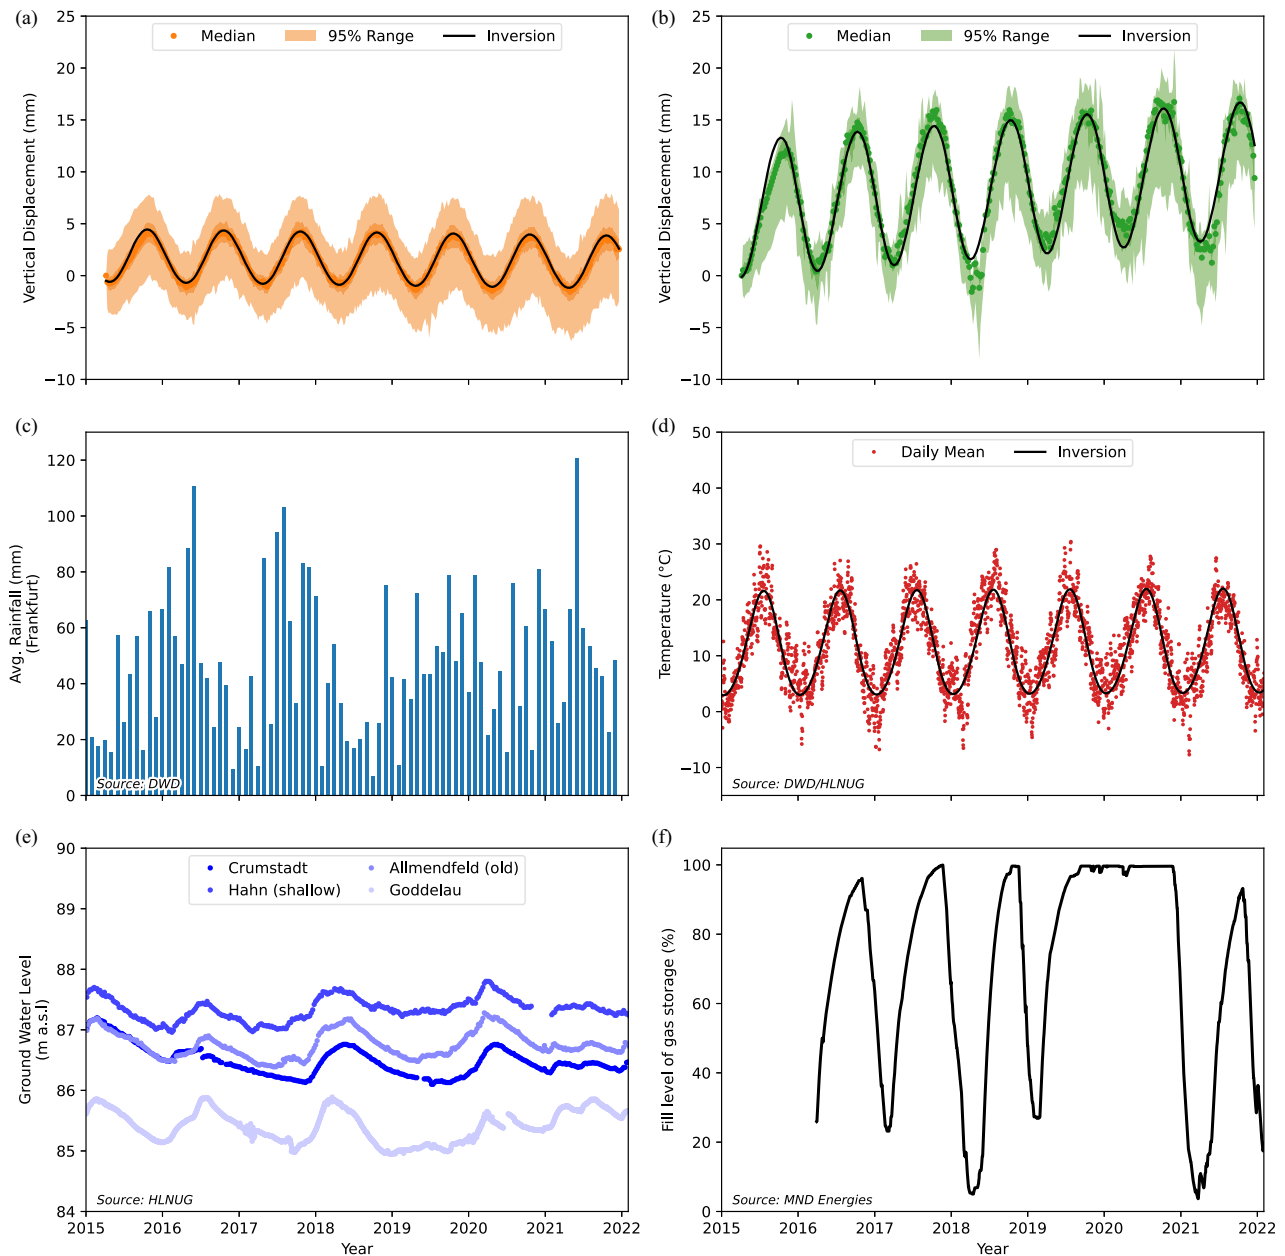 (a)
25
20
15
10
5
0
−5
−10
Vertical Displacement (mm)
Median
95% Range
Inversion
(b)
25
20
15
10
5
0
−5
−10
Vertical Displacement (mm)
Median
95% Range
Inversion
(c)
120
100
80
60
40
20
0
Avg. Rainfall (mm)
(Frankfurt)
Source: DWD
(d)
50
40
30
20
10
0
−10
Temperature (°C)
Daily Mean
Inversion
Source: DWD/HLNUG
(e)
90
89
88
87
86
85
84
Ground Water Level
(m a.s.l)
Crumstadt
Hahn (shallow)
Allmendfeld (old)
Goddelau
Source: HLNUG
2015 2016 2017 2018 2019 2020 2021 2022
Year
(f)
100
80
60
40
20
0
Fill level of gas storage (%)
Source: MND Energies
2015 2016 2017 2018 2019 2020 2021 2022
Year